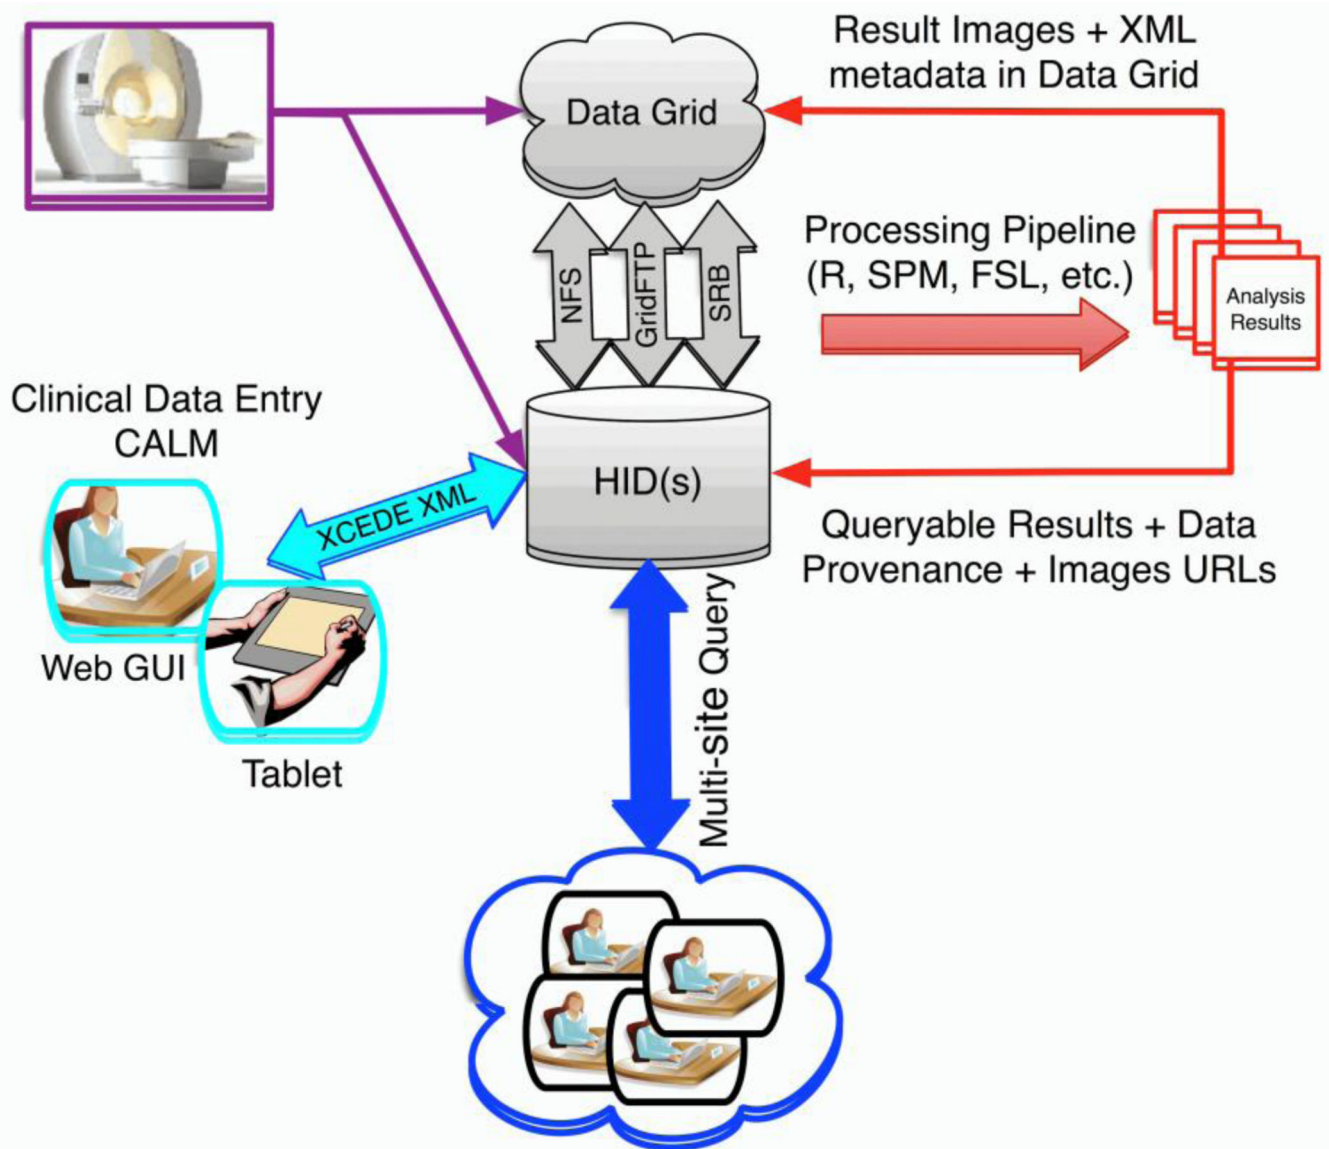 Result Images + XML
metadata in Data Grid
Data Grid
NFS
GridFTP
SRB
Processing Pipeline
(R, SPM, FSL, etc.)
Analysis
Results
Clinical Data Entry
CALM
XCEDE XML
HID(s)
Queryable Results + Data
Provenance + Images URLs
Web GUI
Tablet
Multi-site Query